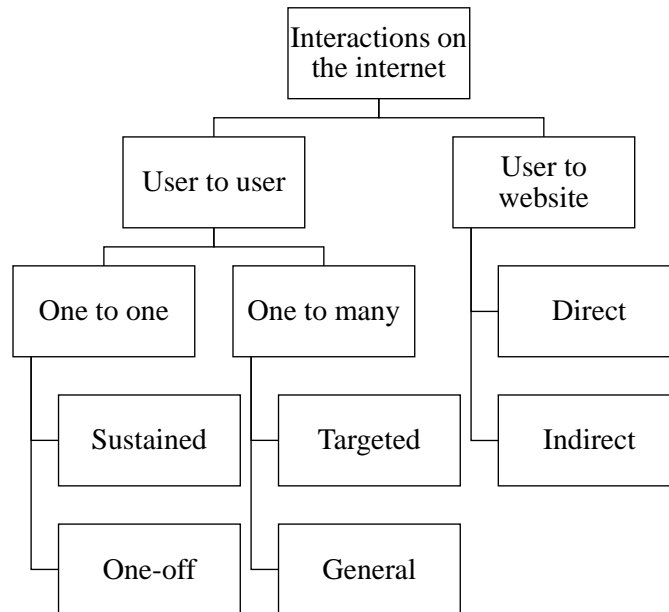 Interactions on
the internet
User to user
User to
website
One to one
One to many
Direct
Sustained
Targeted
Indirect
One-off
General